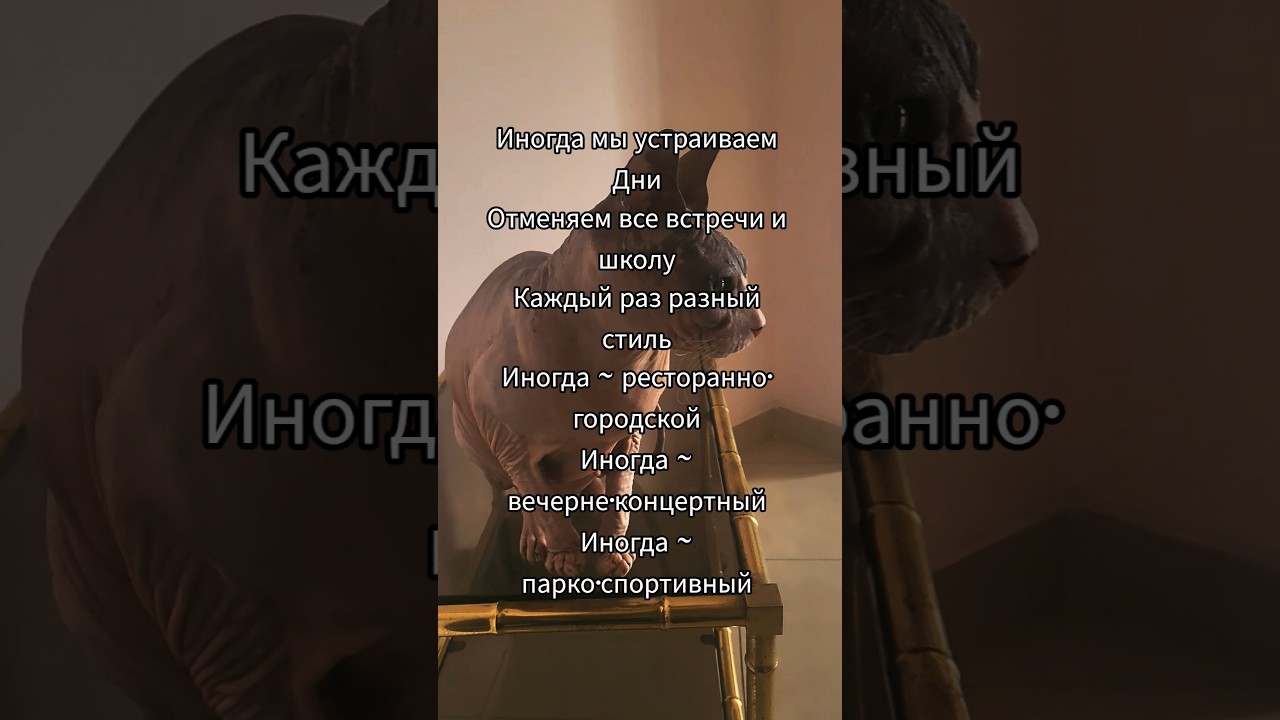 Иногда мы устраиваем
Дни
Отменяем все встречи и
школу
Каждый раз разный
стиль
Иногда ~ ресторанно·
городской
Иногда ~
вечерне·концертный
Иногда ~
парко·спортивный